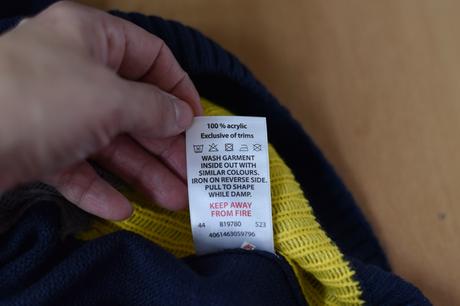 100 % acrylic
Exclusive of trims
WASH GARMENT
INSIDE OUT WITH
SIMILAR COLOURS.
IRON ON REVERSE SIDE.
PULL TO SHAPE
WHILE DAMP.
KEEP AWAY
FROM FIRE
44 819780 523
4061463059796